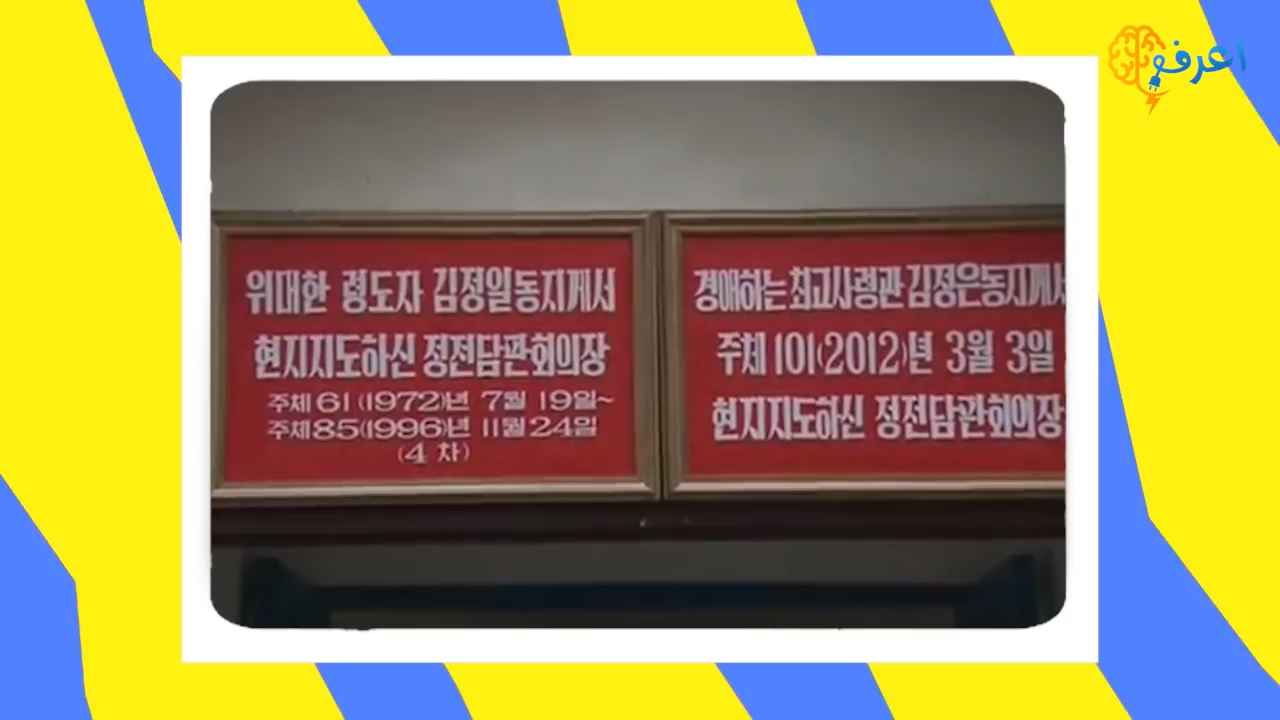 اعرف
위대한 령도자 김정일동지께서
현지지도하신 정전담판회의장
주체61(1972)년 7월 19일~
주체85(1996)년 11월 24일
(4 차)
경애하는 최고사령관 김정은동지께서
주체 101(2012)년 3월 3일
현지지도하신 정전담판회의장